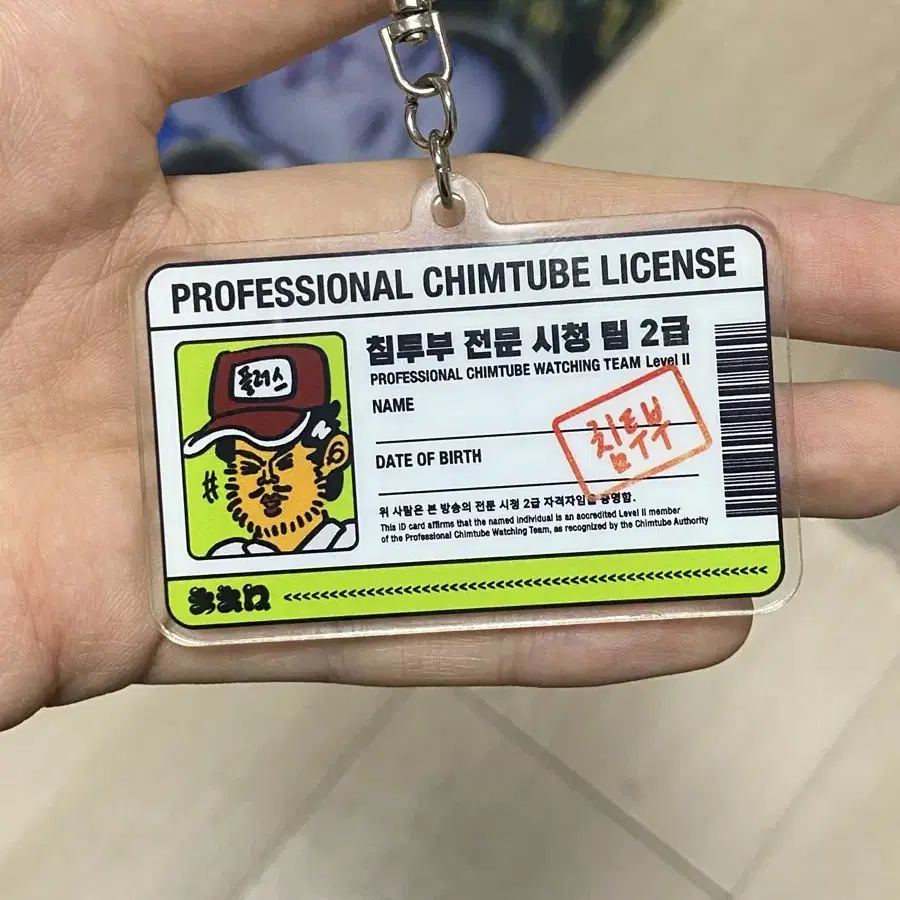 PROFESSIONAL CHIMTUBE LICENSE
플러스
침투부 전문 시청 팀 2급
PROFESSIONAL CHIMTUBE WATCHING TEAM Level II
NAME
침투부
DATE OF BIRTH
위 사람은 본 방송의 전문 시청 2급 자격자임을 증명함.
This ID card affirms that the named individual is an accredited Level II member
of the Professional Chimtube Watching Team, as recognized by the Chimtube Authority
<<<<<<<<<<<<<<<<<<<<<<<<<<<<<<<<<<<<<<<<<<<<<<<<<<<<<<<<